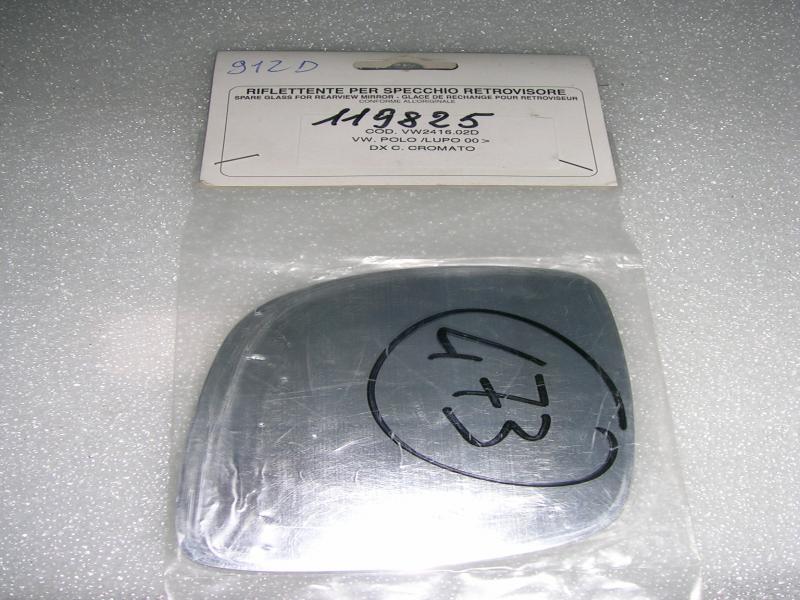 912D
RIFLETTENTE PER SPECCHIO RETROVISORE
SPARE GLASS FOR REARVIEW MIRROR - GLACE DE RECHANGE POUR RETROVISEUR
CONFORME ALL'ORIGINALE
119825
COD. VW2416.02D
VW. POLO /LUPO 00 >
DX C. CROMATO
473